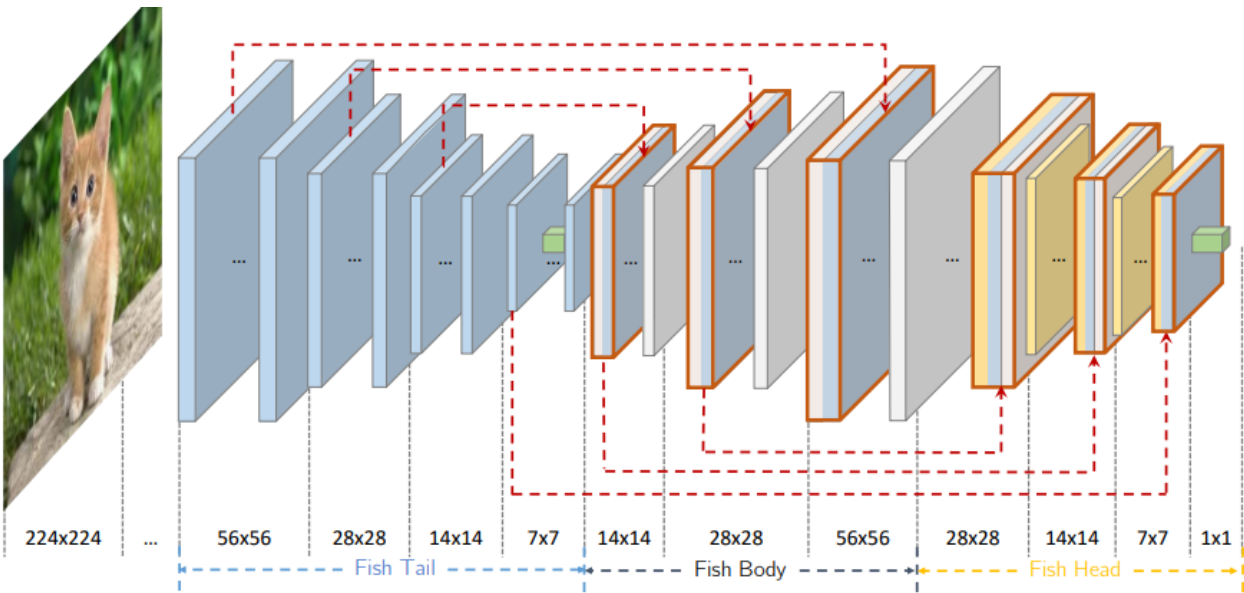 ... ... ... ... ... ... ... ... ... ...
224x224 ... 56x56 28x28 14x14 7x7 14x14 28x28 56x56 28x28 14x14 7x7 1x1
Fish Tail Fish Body Fish Head